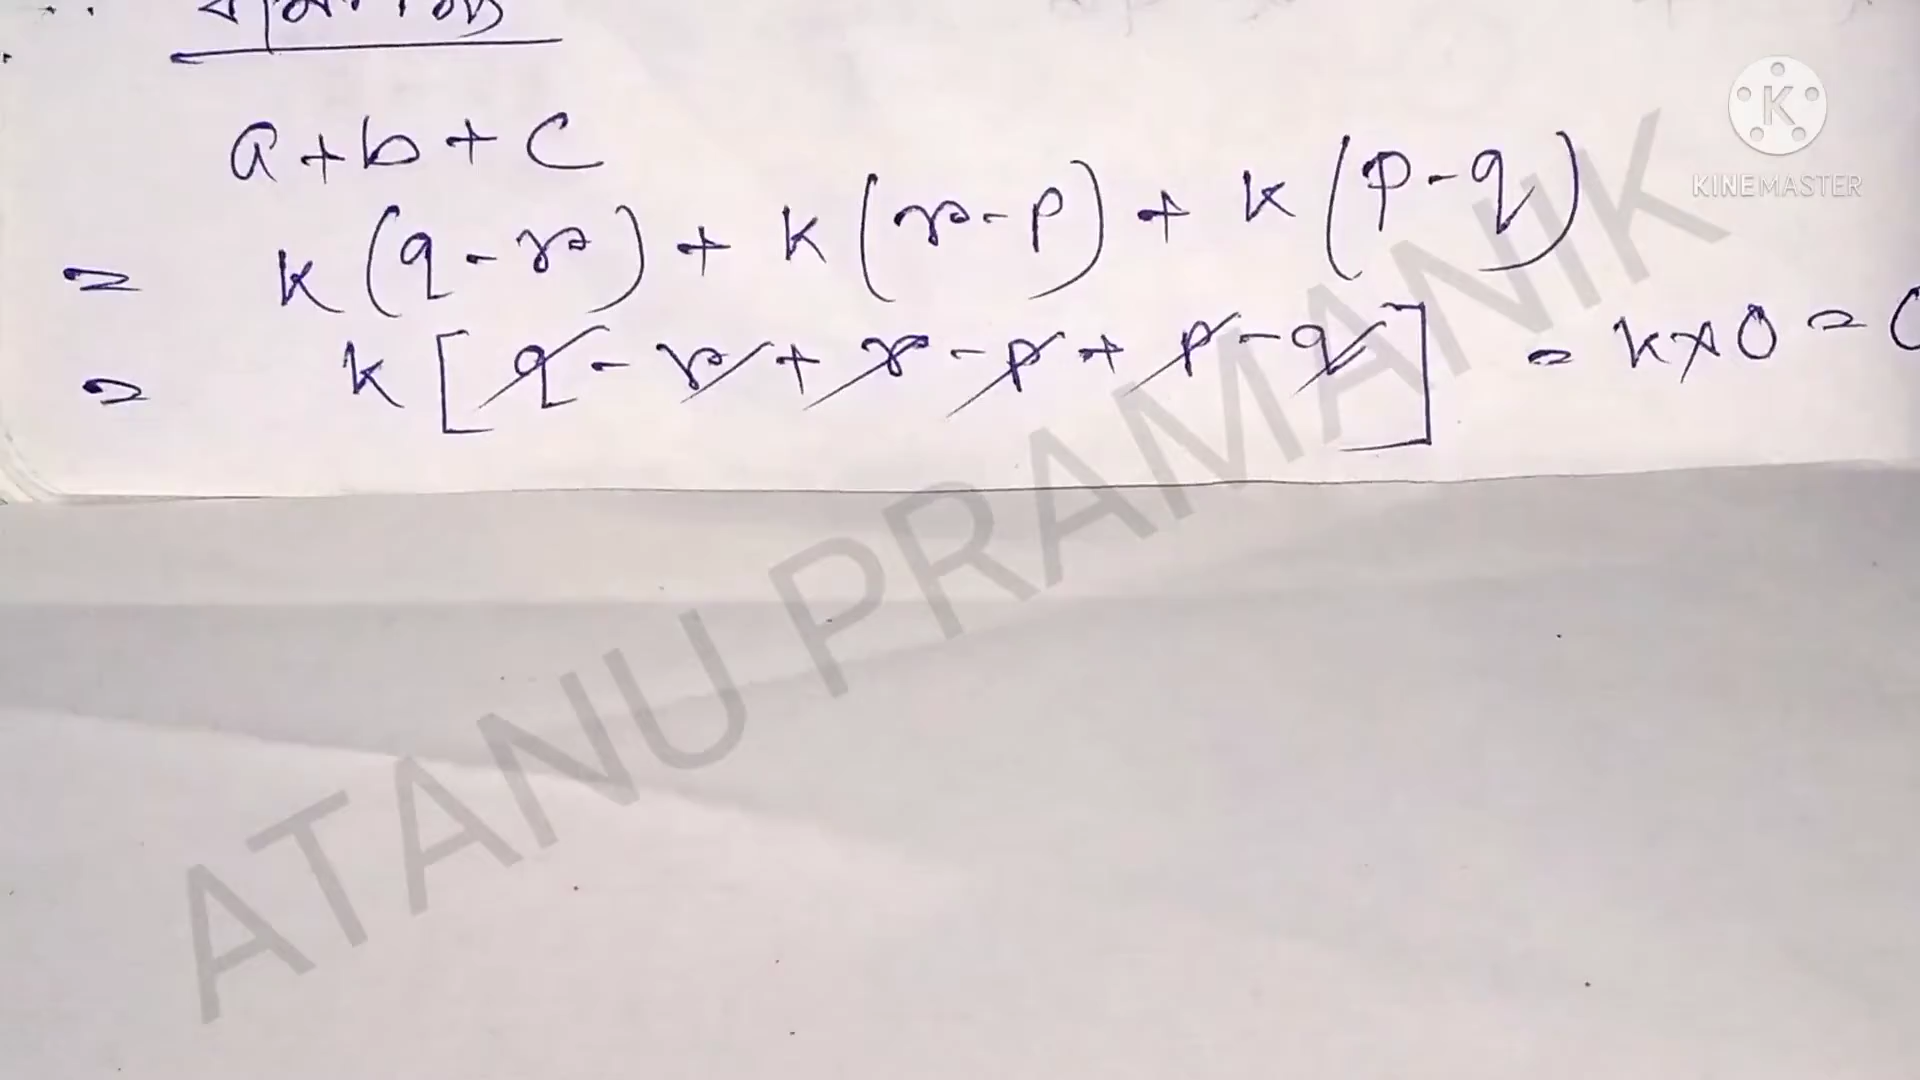 a+b+c
= k(q-r) + k(r-p) + k(p-q)
= k[q-r+r-p+p-q] = k×0=0
KINEMASTER
ATANU PRAMANIK